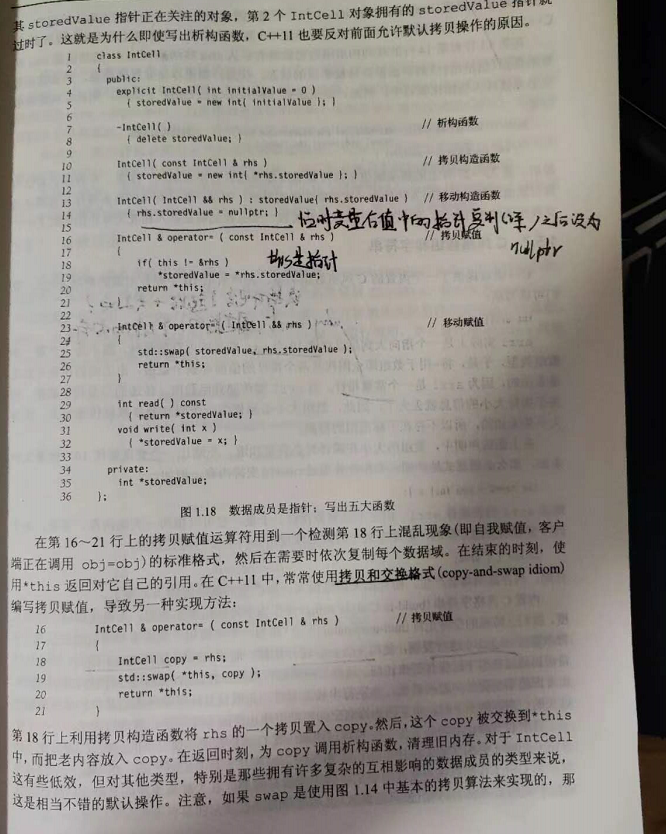 其storedValue 指针正在关注的对象，第 2 个 IntCell 对象拥有的 storedValue 指针就
过时了。这就是为什么即使写出析构函数，C++11 也要反对前面允许默认拷贝操作的原因。
1 class IntCell
2 {
3 public:
4 explicit IntCell( int initialValue = 0 )
5 { storedValue = new int{ initialValue }; }
6
7 ~IntCell( ) // 析构函数
8 { delete storedValue; }
9
10 IntCell( const IntCell & rhs ) // 拷贝构造函数
11 { storedValue = new int{ *rhs.storedValue }; }
12
13 IntCell( IntCell && rhs ) : storedValue{ rhs.storedValue } // 移动构造函数
14 { rhs.storedValue = nullptr; }
15 中的指针复制 之后设为
16 IntCell & operator= ( const IntCell & rhs ) // 拷贝赋值
nullptr
17 {
18 if( this != &rhs ) this是指针
19 *storedValue = *rhs.storedValue;
20 return *this;
21 }
22
23 IntCell & operator= ( IntCell && rhs ) // 移动赋值
24 {
25 std::swap( storedValue, rhs.storedValue );
26 return *this;
27 }
28
29 int read( ) const
30 { return *storedValue; }
31 void write( int x )
32 { *storedValue = x; }
33
34 private:
35 int *storedValue;
36 };
图 1.18 数据成员是指针；写出五大函数
在第 16～21 行上的拷贝赋值运算符用到一个检测第 18 行上混乱现象(即自我赋值，客户
端正在调用 obj=obj)的标准格式，然后在需要时依次复制每个数据域。在结束的时刻，使
用*this 返回对它自己的引用。在 C++11 中，常常使用拷贝和交换格式(copy-and-swap idiom)
编写拷贝赋值，导致另一种实现方法：
16 IntCell & operator= ( const IntCell & rhs ) // 拷贝赋值
17 {
18 IntCell copy = rhs;
19 std::swap( *this, copy );
20 return *this;
21 }
第 18 行上利用拷贝构造函数将 rhs 的一个拷贝置入 copy。然后，这个 copy 被交换到*this
中，而把老内容放入 copy。在返回时刻，为 copy 调用析构函数，清理旧内存。对于 IntCell
这有些低效，但对其他类型，特别是那些拥有许多复杂的互相影响的数据成员的类型来说，
这是相当不错的默认操作。注意，如果 swap 是使用图 1.14 中基本的拷贝算法来实现的，那